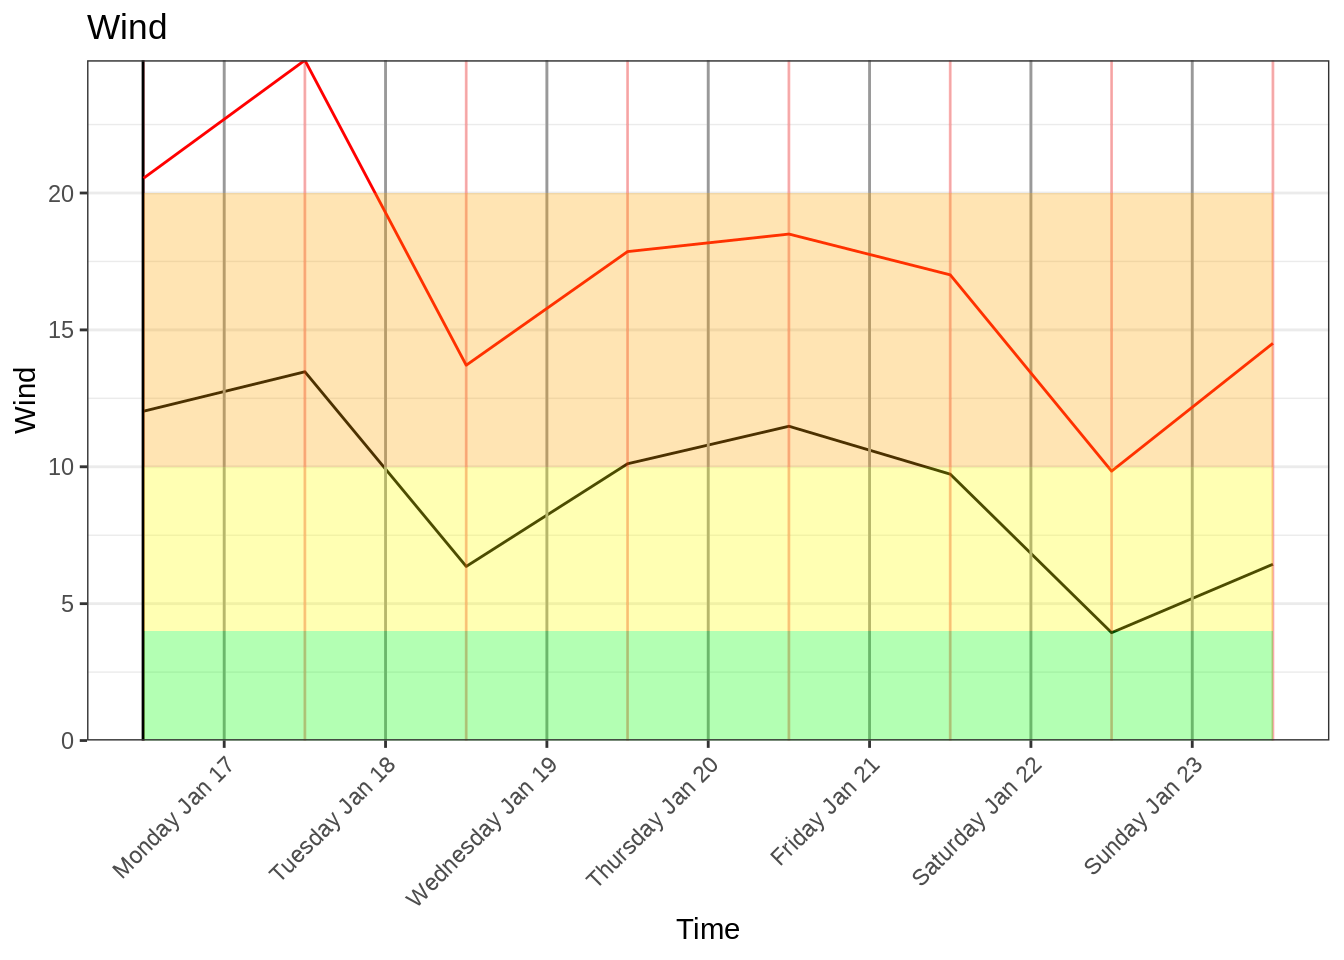 Wind
Wind
20
15
10
5
0
Monday Jan 17
Tuesday Jan 18
Wednesday Jan 19
Thursday Jan 20
Friday Jan 21
Saturday Jan 22
Sunday Jan 23
Time